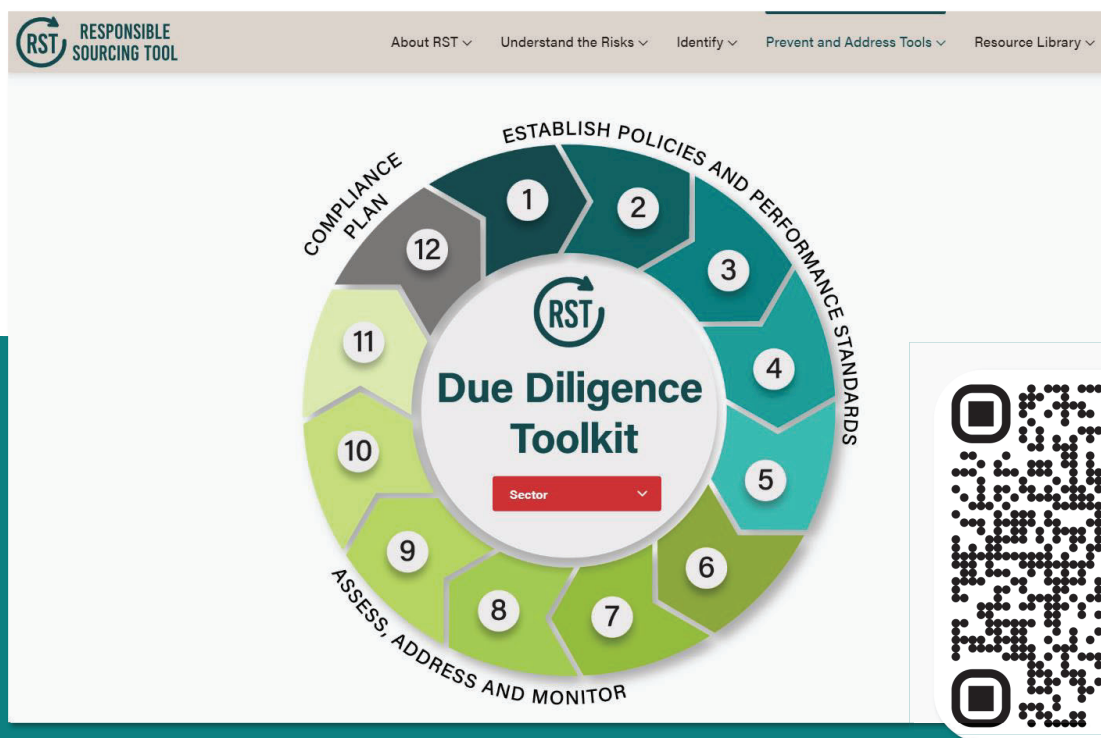 RST RESPONSIBLE
SOURCING TOOL
About RST
Understand the Risks
Identify
Prevent and Address Tools
Resource Library
ESTABLISH POLICIES AND PERFORMANCE STANDARDS
COMPLIANCE
PLAN
1
2
3
4
5
6
7
8
9
10
11
12
RST
Due Diligence
Toolkit
Sector
ASSESS, ADDRESS AND MONITOR